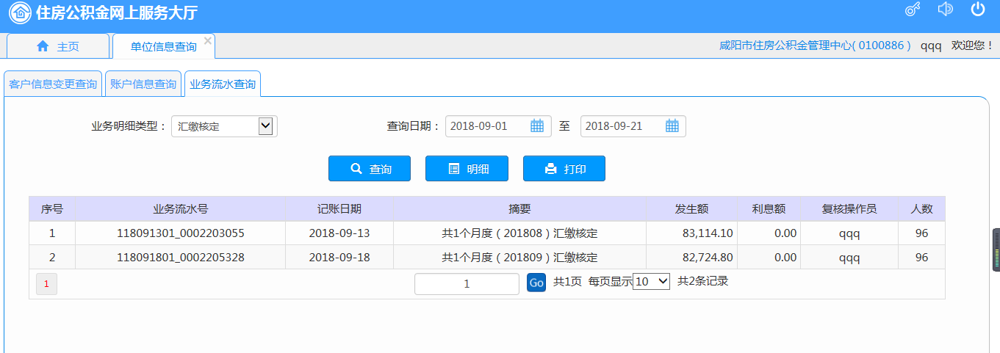 住房公积金网上服务大厅
主页 单位信息查询 咸阳市住房公积金管理中心( 0100886 ) qqq 欢迎您！
客户信息变更查询 账户信息查询 业务流水查询
业务明细类型： 汇缴核定 查询日期： 2018-09-01 至 2018-09-21
查询 明细 打印
序号 业务流水号 记账日期 摘要 发生额 利息额 复核操作员 人数
1 118091301_0002203055 2018-09-13 共1个月度（201808）汇缴核定 83,114.10 0.00 qqq 96
2 118091801_0002205328 2018-09-18 共1个月度（201809）汇缴核定 82,724.80 0.00 qqq 96
1 1 Go 共1页 每页显示 10 共2条记录